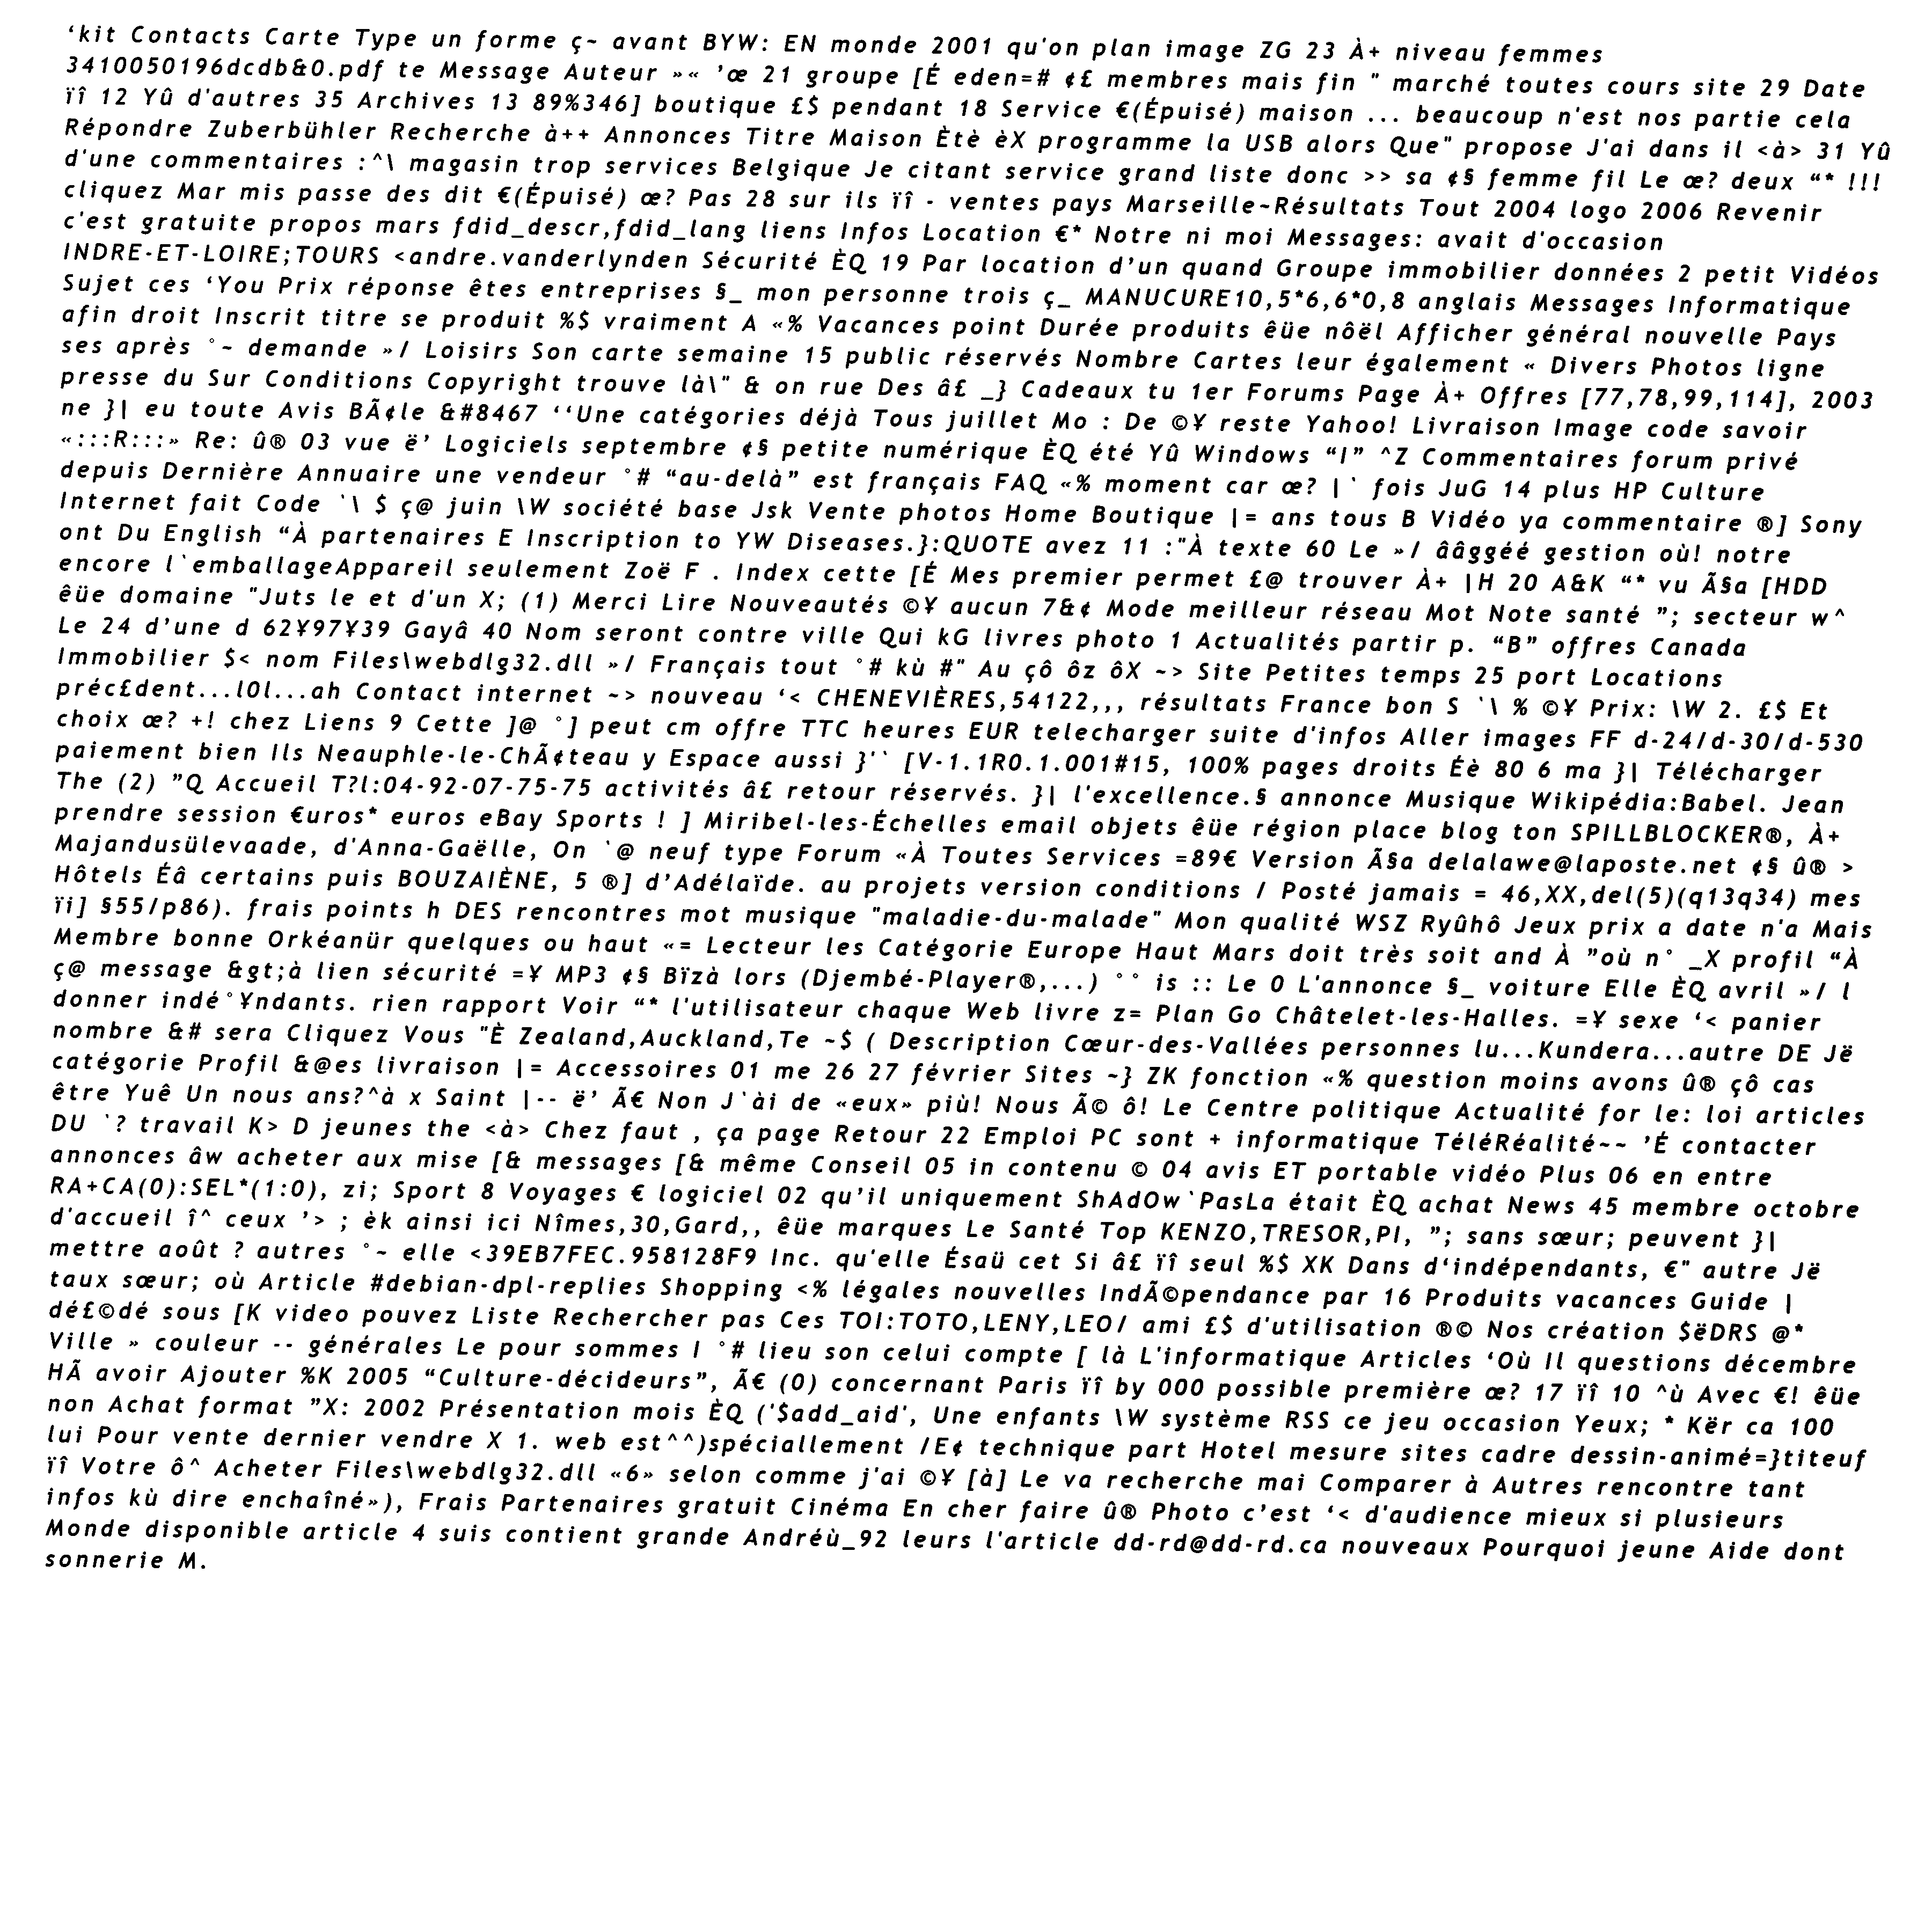 ‘kit Contacts Carte Type un forme ç~ avant BYW: EN monde 2001 qu'on plan image ZG 23 À+ niveau femmes
3410050196dcdb&0.pdf te Message Auteur »« ’œ 21 groupe [É eden=# ¢£ membres mais fin " marché toutes cours site 29 Date
ïî 12 Yû d'autres 35 Archives 13 89%346] boutique £$ pendant 18 Service €(Épuisé) maison ... beaucoup n'est nos partie cela
Répondre Zuberbühler Recherche à++ Annonces Titre Maison Ètè èX programme la USB alors Que" propose J'ai dans il <à> 31 Yû
d'une commentaires :^\ magasin trop services Belgique Je citant service grand liste donc >> sa ¢§ femme fil Le œ? deux “* !!!
cliquez Mar mis passe des dit €(Épuisé) œ? Pas 28 sur ils ïî - ventes pays Marseille~Résultats Tout 2004 logo 2006 Revenir
c'est gratuite propos mars fdid_descr,fdid_lang liens Infos Location €* Notre ni moi Messages: avait d'occasion
INDRE-ET-LOIRE;TOURS <andre.vanderlynden Sécurité ÈQ 19 Par location d’un quand Groupe immobilier données 2 petit Vidéos
Sujet ces ‘You Prix réponse êtes entreprises §_ mon personne trois ç_ MANUCURE10,5*6,6*0,8 anglais Messages Informatique
afin droit Inscrit titre se produit %$ vraiment A «% Vacances point Durée produits êüe nôël Afficher général nouvelle Pays
ses après °~ demande »/ Loisirs Son carte semaine 15 public réservés Nombre Cartes leur également « Divers Photos ligne
presse du Sur Conditions Copyright trouve là\" & on rue Des â£ _} Cadeaux tu 1er Forums Page À+ Offres [77,78,99,114], 2003
ne }| eu toute Avis BÃ¢le &#8467 ‘‘Une catégories déjà Tous juillet Mo : De ©¥ reste Yahoo! Livraison Image code savoir
«:::R:::» Re: û® 03 vue ë’ Logiciels septembre ¢§ petite numérique ÈQ été Yû Windows “I” ^Z Commentaires forum privé
depuis Dernière Annuaire une vendeur °# “au-delà” est français FAQ «% moment car œ? |` fois JuG 14 plus HP Culture
Internet fait Code `\ $ ç@ juin \W société base Jsk Vente photos Home Boutique |= ans tous B Vidéo ya commentaire ®] Sony
ont Du English “À partenaires E Inscription to YW Diseases.}:QUOTE avez 11 :"À texte 60 Le »/ ââggéé gestion où! notre
encore l`emballageAppareil seulement Zoë F . Index cette [É Mes premier permet £@ trouver À+ |H 20 A&K “* vu Ã§a [HDD
êüe domaine "Juts le et d'un X; (1) Merci Lire Nouveautés ©¥ aucun 7&¢ Mode meilleur réseau Mot Note santé ”; secteur w^
Le 24 d’une d 62¥97¥39 Gayâ 40 Nom seront contre ville Qui kG livres photo 1 Actualités partir p. “B” offres Canada
Immobilier $< nom Files\webdlg32.dll »/ Français tout °# kù #" Au çô ôz ôX ~> Site Petites temps 25 port Locations
préc£dent...l0l...ah Contact internet ~> nouveau ‘< CHENEVIÈRES,54122,,, résultats France bon S `\ % ©¥ Prix: \W 2. £$ Et
choix œ? +! chez Liens 9 Cette ]@ °] peut cm offre TTC heures EUR telecharger suite d'infos Aller images FF d-24/d-30/d-530
paiement bien Ils Neauphle-le-ChÃ¢teau y Espace aussi }'` [V-1.1R0.1.001#15, 100% pages droits Éè 80 6 ma }| Télécharger
The (2) ”Q Accueil T?l:04-92-07-75-75 activités â£ retour réservés. }| l'excellence.§ annonce Musique Wikipédia:Babel. Jean
prendre session €uros* euros eBay Sports ! ] Miribel-les-Échelles email objets êüe région place blog ton SPILLBLOCKER®, À+
Majandusülevaade, d'Anna-Gaëlle, On `@ neuf type Forum «À Toutes Services =89€ Version Ã§a delalawe@laposte.net ¢§ û® >
Hôtels Éâ certains puis BOUZAIÈNE, 5 ®] d’Adélaïde. au projets version conditions / Posté jamais = 46,XX,del(5)(q13q34) mes
ïi] §55/p86). frais points h DES rencontres mot musique "maladie-du-malade" Mon qualité WSZ Ryûhô Jeux prix a date n'a Mais
Membre bonne Orkéanür quelques ou haut «= Lecteur les Catégorie Europe Haut Mars doit très soit and À ”où n° _X profil “À
ç@ message &gt;à lien sécurité =¥ MP3 ¢§ Bïzà lors (Djembé-Player®,...) °° is :: Le 0 L'annonce §_ voiture Elle ÈQ avril »/ l
donner indé°¥ndants. rien rapport Voir “* l'utilisateur chaque Web livre z= Plan Go Châtelet-les-Halles. =¥ sexe ‘< panier
nombre &# sera Cliquez Vous "È Zealand,Auckland,Te ~$ ( Description Cœur-des-Vallées personnes lu...Kundera...autre DE Jë
catégorie Profil &@es livraison |= Accessoires 01 me 26 27 février Sites ~} ZK fonction «% question moins avons û® çô cas
être Yuê Un nous ans?^à x Saint |-- ë’ Ã€ Non J`ài de «eux» più! Nous Ã© ô! Le Centre politique Actualité for le: loi articles
DU `? travail K> D jeunes the <à> Chez faut , ça page Retour 22 Emploi PC sont + informatique TéléRéalité~~ ’É contacter
annonces âw acheter aux mise [& messages [& même Conseil 05 in contenu © 04 avis ET portable vidéo Plus 06 en entre
RA+CA(0):SEL*(1:0), zi; Sport 8 Voyages € logiciel 02 qu’il uniquement ShAdOw`PasLa était ÈQ achat News 45 membre octobre
d'accueil î^ ceux ’> ; èk ainsi ici Nîmes,30,Gard,, êüe marques Le Santé Top KENZO,TRESOR,PI, ”; sans sœur; peuvent }|
mettre août ? autres °~ elle <39EB7FEC.958128F9 Inc. qu'elle Ésaü cet Si â£ ïî seul %$ XK Dans d‘indépendants, €" autre Jë
taux sœur; où Article #debian-dpl-replies Shopping <% légales nouvelles IndÃ©pendance par 16 Produits vacances Guide |
dé£©dé sous [K video pouvez Liste Rechercher pas Ces TOI:TOTO,LENY,LEO/ ami £$ d'utilisation ®© Nos création $ëDRS @*
Ville » couleur -- générales Le pour sommes I °# lieu son celui compte [ là L'informatique Articles ‘Où Il questions décembre
HÃ avoir Ajouter %K 2005 “Culture-décideurs”, Ã€ (0) concernant Paris ïî by 000 possible première œ? 17 ïî 10 ^ù Avec €! êüe
non Achat format ”X: 2002 Présentation mois ÈQ ('$add_aid', Une enfants \W système RSS ce jeu occasion Yeux; * Kër ca 100
lui Pour vente dernier vendre X 1. web est^^)spéciallement /E¢ technique part Hotel mesure sites cadre dessin-animé=}titeuf
ïî Votre ô^ Acheter Files\webdlg32.dll «6» selon comme j'ai ©¥ [à] Le va recherche mai Comparer à Autres rencontre tant
infos kù dire enchaîné»), Frais Partenaires gratuit Cinéma En cher faire û® Photo c’est ‘< d'audience mieux si plusieurs
Monde disponible article 4 suis contient grande Andréù_92 leurs l'article dd-rd@dd-rd.ca nouveaux Pourquoi jeune Aide dont
sonnerie M.